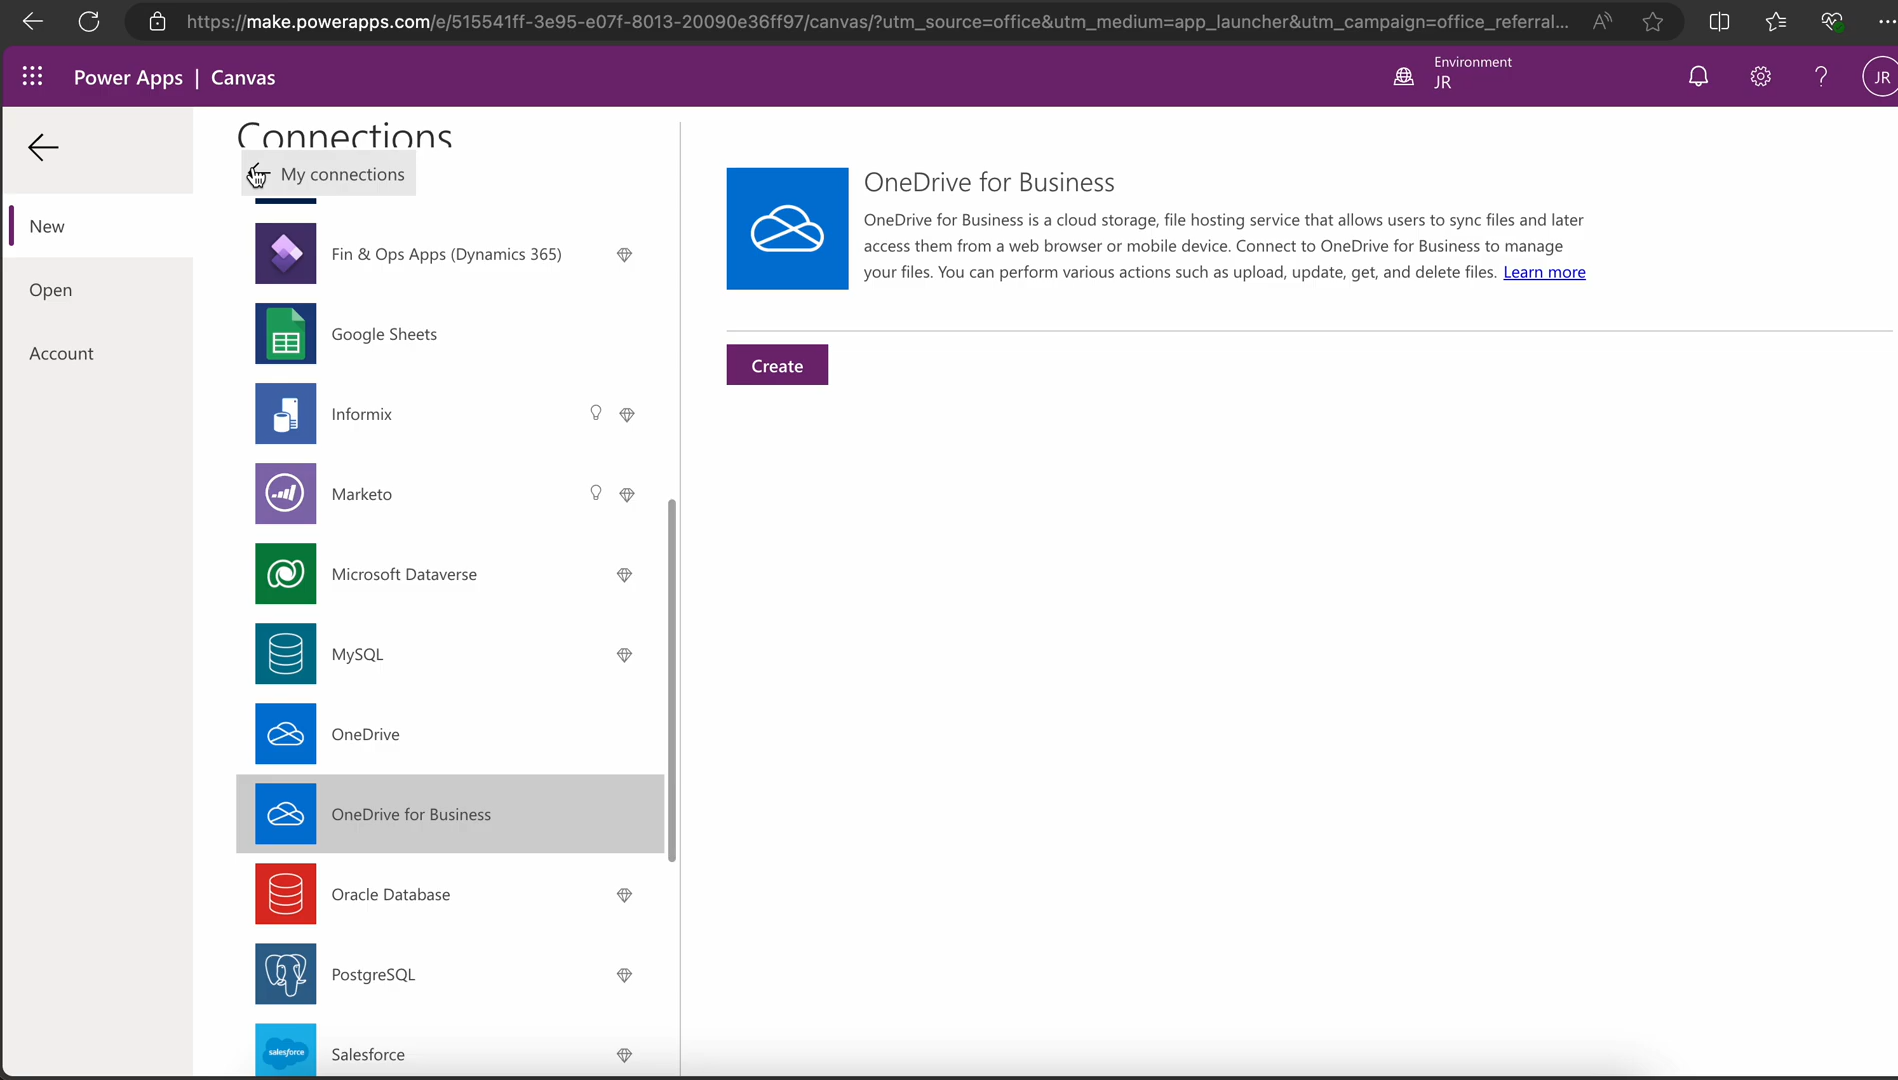 https://make.powerapps.com/e/515541ff-3e95-e07f-8013-20090e36ff97/canvas/?utm_source=office&utm_medium=app_launcher&utm_campaign=office_referral...
Power Apps | Canvas
Environment
JR
JR
New
Open
Account
Connections
My connections
Fin & Ops Apps (Dynamics 365)
Google Sheets
Informix
Marketo
Microsoft Dataverse
MySQL
OneDrive
OneDrive for Business
Oracle Database
PostgreSQL
salesforce
Salesforce
OneDrive for Business
OneDrive for Business is a cloud storage, file hosting service that allows users to sync files and later
access them from a web browser or mobile device. Connect to OneDrive for Business to manage
your files. You can perform various actions such as upload, update, get, and delete files. Learn more
Create